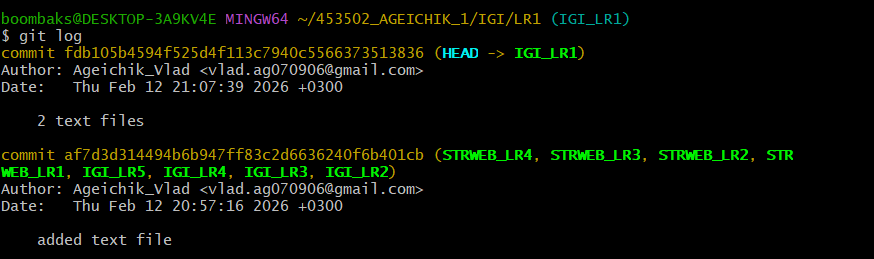 boombaks@DESKTOP-3A9KV4E MINGW64 ~/453502_AGEICHIK_1/IGI/LR1 (IGI_LR1)
$ git log
commit fdb105b4594f525d4f113c7940c5566373513836 (HEAD -> IGI_LR1)
Author: Ageichik_Vlad <vlad.ag070906@gmail.com>
Date:   Thu Feb 12 21:07:39 2026 +0300
    2 text files
commit af7d3d314494b6b947ff83c2d6636240f6b401cb (STRWEB_LR4, STRWEB_LR3, STRWEB_LR2, STR
WEB_LR1, IGI_LR5, IGI_LR4, IGI_LR3, IGI_LR2)
Author: Ageichik_Vlad <vlad.ag070906@gmail.com>
Date:   Thu Feb 12 20:57:16 2026 +0300
    added text file